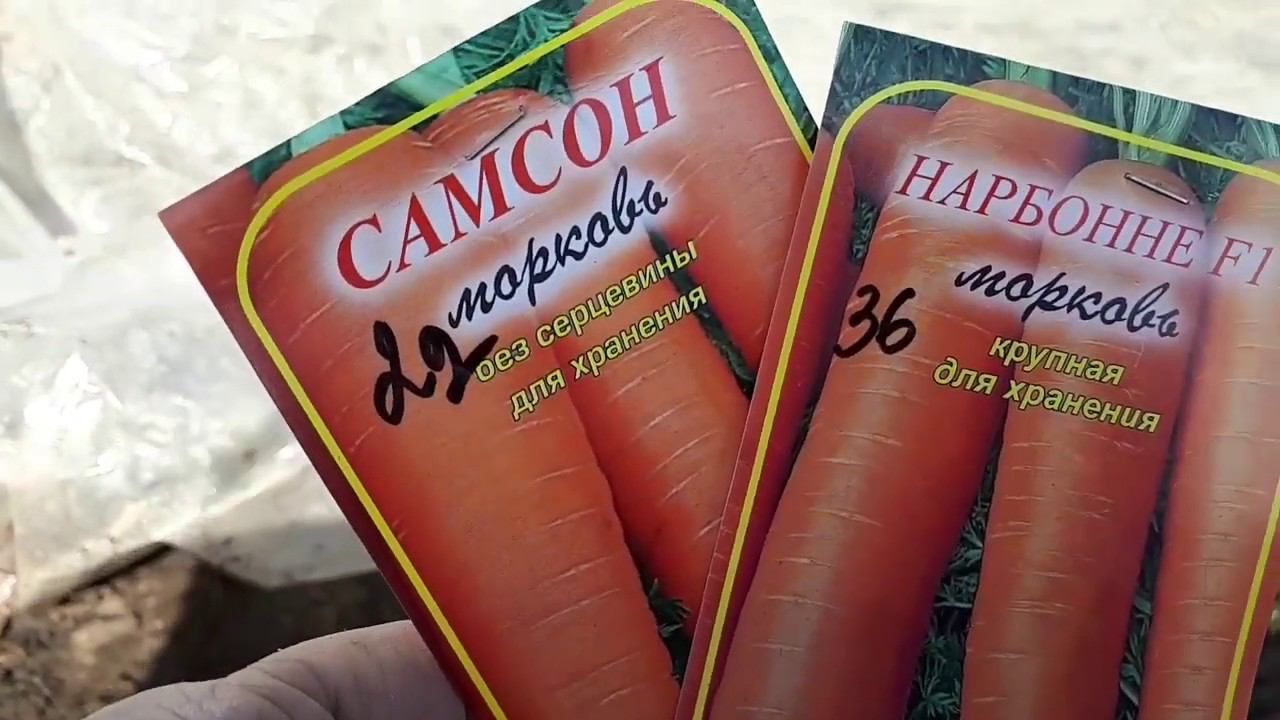 САМСОН
морковь
22
без серцевины
для хранения
НАРБОННЕ F1
морковь
36
крупная
для хранения